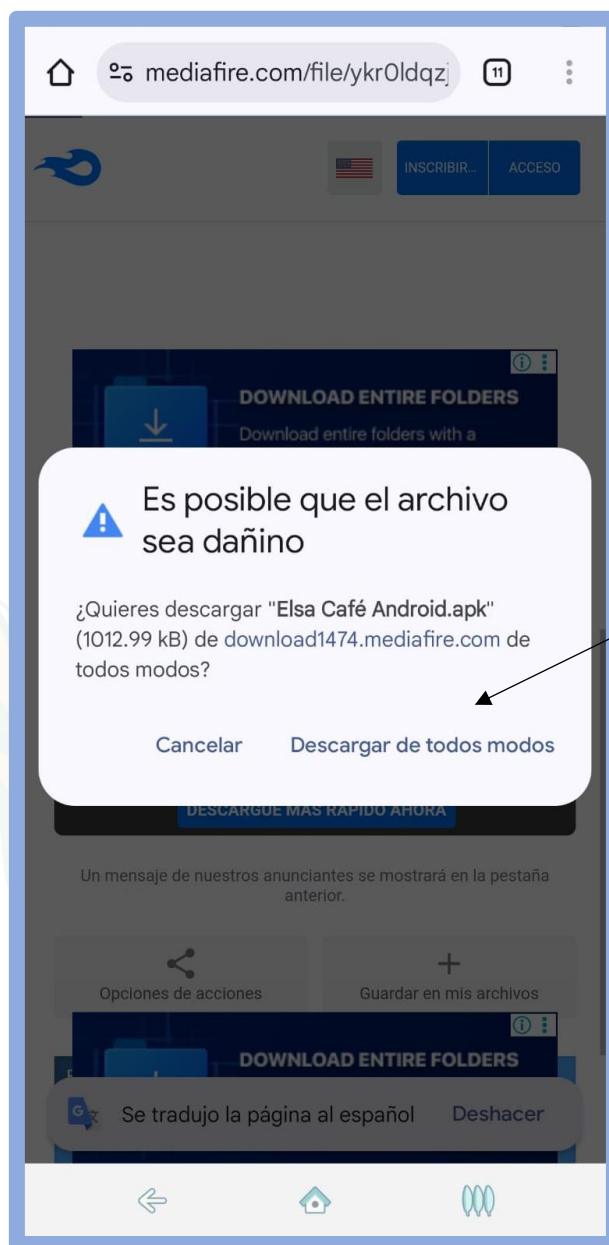 mediafire.com/file/ykr0ldqzj
11
INSCRIBIR...
ACCESO
DOWNLOAD ENTIRE FOLDERS
Download entire folders with a
Es posible que el archivo
sea dañino
¿Quieres descargar "Elsa Café Android.apk"
(1012.99 kB) de download1474.mediafire.com de
todos modos?
Cancelar
Descargar de todos modos
DESCARGUE MÁS RÁPIDO AHORA
Un mensaje de nuestros anunciantes se mostrará en la pestaña
anterior.
Opciones de acciones
Guardar en mis archivos
DOWNLOAD ENTIRE FOLDERS
Se tradujo la página al español
Deshacer